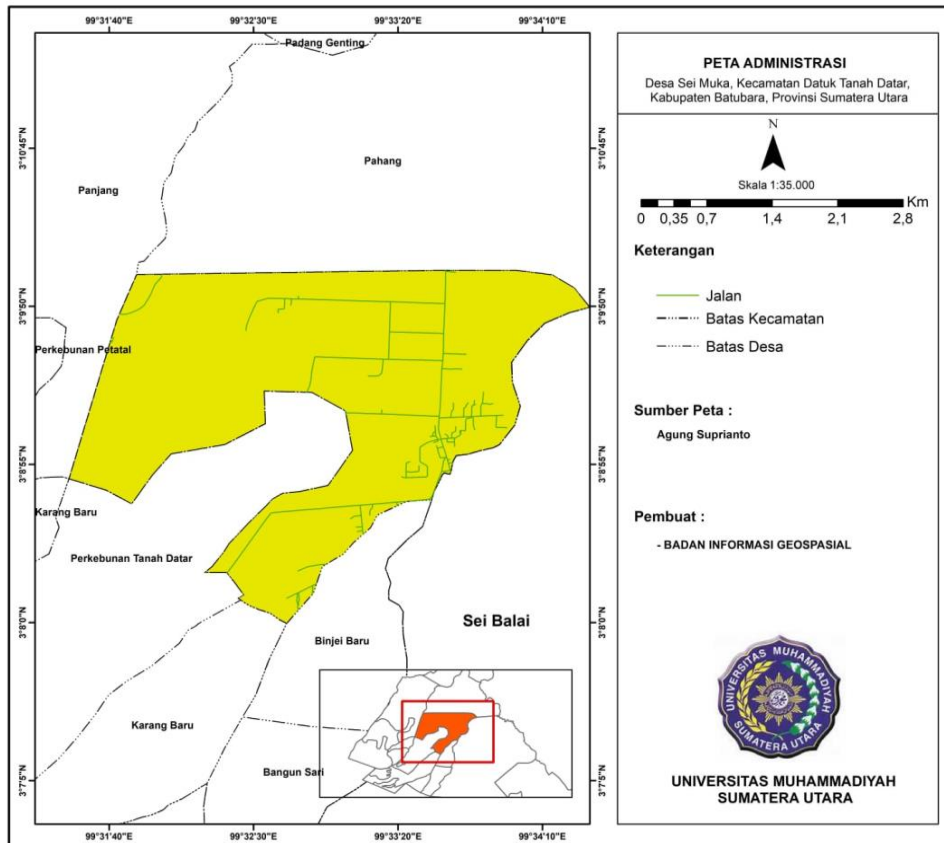 99°31'40"E 99°32'30"E 99°33'20"E 99°34'10"E
Padang Genting
3°10'45"N 3°10'45"N
Pahang
Panjang
3°9'50"N 3°9'50"N
Perkebunan Petatal
3°8'55"N 3°8'55"N
Karang Baru
Perkebunan Tanah Datar
3°8'0"N 3°8'0"N
Sei Balai
Binjei Baru
Karang Baru
Bangun Sari
3°7'5"N 3°7'5"N
99°31'40"E 99°32'30"E 99°33'20"E 99°34'10"E
PETA ADMINISTRASI
Desa Sei Muka, Kecamatan Datuk Tanah Datar,
Kabupaten Batubara, Provinsi Sumatera Utara
N
Skala 1:35.000
Km
0 0,35 0,7 1,4 2,1 2,8
Keterangan
Jalan
Batas Kecamatan
Batas Desa
Sumber Peta :
Agung Suprianto
Pembuat :
- BADAN INFORMASI GEOSPASIAL
UNIVERSITAS MUHAMMADIYAH
SUMATERA UTARA
UNIVERSITAS MUHAMMADIYAH
SUMATERA UTARA